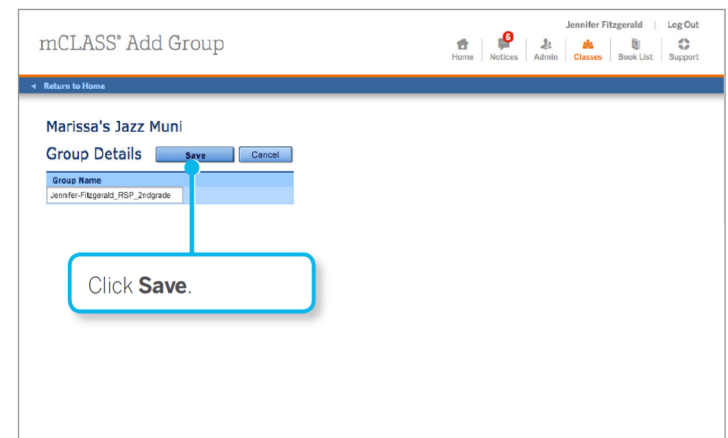 Jennifer Fitzgerald | Log Out
mCLASS® Add Group
6
Home Notices Admin Classes Book List Support
Return to Home
Marissa's Jazz Muni
Group Details Save Cancel
Group Name
Jennifer-Fitzgerald_RSP_2ndgrade
Click Save.